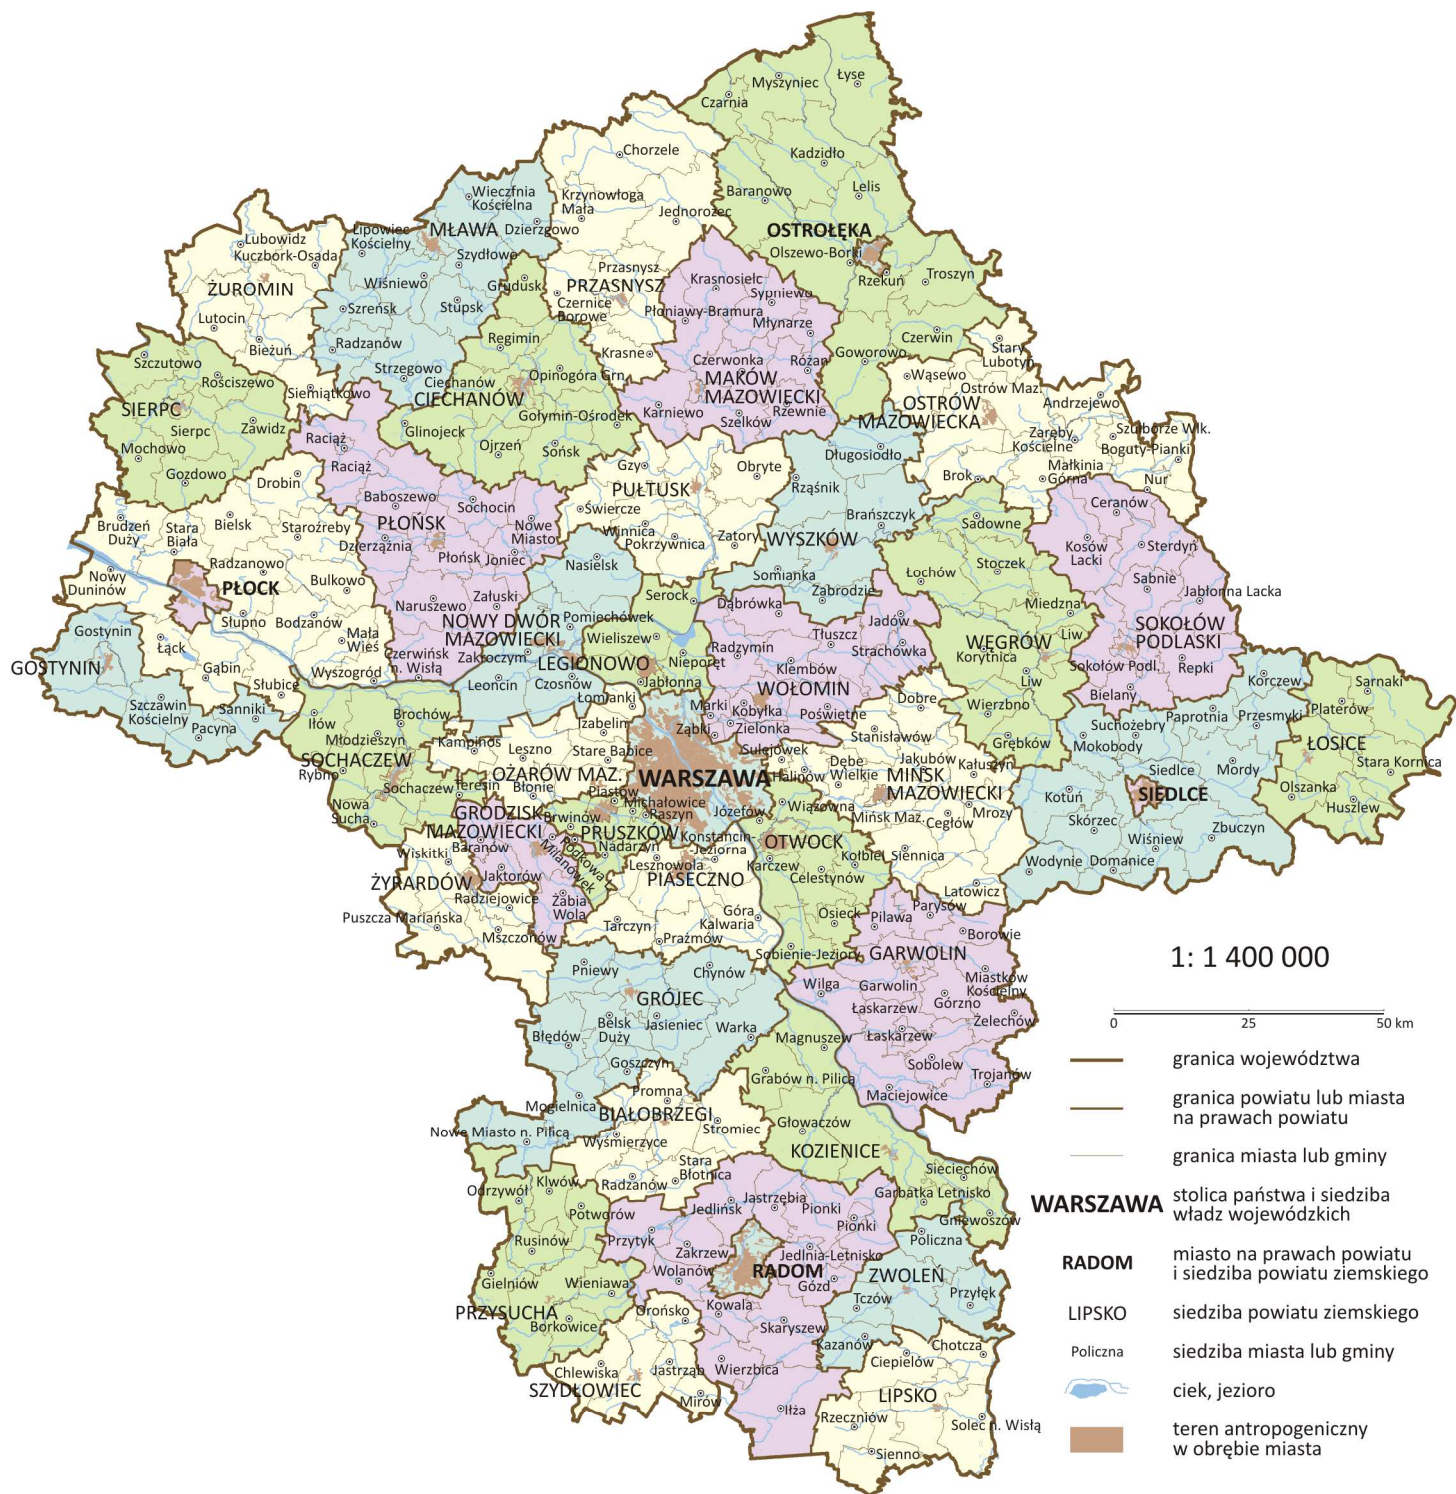 Myszyniec
Łyse
Czarnia
Chorzele
Kadzidło
Wieczfnia
Kościelna
Krzynowłoga
Mała
Baranowo
Lelis
Jednorożec
Lubowidz
Kuczbork-Osada
Lipowiec
Kościelny
MŁAWA
Dzierzgowo
OSTROŁĘKA
Szydłowo
Olszewo-Borki
Rzekuń
Troszyn
ŻUROMIN
Wiśniewo
Grudusk
Przasnysz
PRZASNYSZ
Krasnosielc
Sypniewo
Lutocin
Szreńsk
Stupsk
Czernice
Borowe
Płoniawy-Bramura
Młynarze
Bieżuń
Radzanów
Regimin
Krasne
Czerwin
Goworowo
Stary
Lubotyń
Szczutowo
Rościszewo
Siemiątkowo
Strzegowo
Ciechanów
CIECHANÓW
Opinogóra Grn.
Czerwonka
Różan
MAKÓW
MAZOWIECKI
Wąsewo
Ostrów Maz.
OSTRÓW
MAZOWIECKA
Andrzejewo
SIERPC
Sierpc
Zawidz
Glinojeck
Gołymin-Ośrodek
Karniewo
Szelków
Rzewnie
Szulborze Wlk.
Mochowo
Raciąż
Ojrzeń
Sońsk
Długosiodło
Zaręby
Kościelne
Boguty-Pianki
Gozdowo
Raciąż
Gzy
Obryte
Małkinia
Górna
Brok
Nur
Drobin
Baboszewo
Sochocin
PUŁTUSK
Rząśnik
Ceranów
Brudzeń
Duży
Stara
Biała
Bielsk
Staroźreby
PŁOŃSK
Nowe
Miasto
Świercze
Winnica
Pokrzywnica
Zatory
Brańszczyk
WYSZKÓW
Sadowne
Kosów
Lacki
Sterdyń
Dzierzążnia
Płońsk
Joniec
Nasielsk
Nowy
Duninów
Radzanowo
Bulkowo
Somianka
Łochów
Stoczek
Sabnie
PŁOCK
Naruszewo
Załuski
Serock
Dąbrówka
Zabrodzie
Jabłonna Lacka
Słupno
Bodzanów
Miedzna
Gostynin
Mała
Wieś
NOWY DWÓR
MAZOWIECKI
Pomiechówek
Wieliszew
Tłuszcz
Jadów
WĘGRÓW
Liw
SOKOŁÓW
PODLASKI
GOSTYNIN
Łąck
Gąbin
Wyszogród
Czerwińsk
n. Wisłą
Zakroczym
LEGIONOWO
Nieporęt
Radzymin
Klembów
Strachówka
Korytnica
Sokołów Podl.
Repki
Szczawin
Kościelny
Słubice
Leoncin
Czosnów
Jabłonna
WOŁOMIN
Dobre
Liw
Bielany
Korczew
Sarnaki
Sanniki
Pacyna
Iłów
Brochów
Łomianki
Marki
Kobyłka
Poświętne
Wierzbno
Suchożebry
Paprotnia
Przesmyki
Platerów
Młodzieszyn
Izabelin
Ząbki
Zielonka
Stanisławów
Grębków
Mokobody
ŁOSICE
SOCHACZEW
Kampinos
Leszno
Stare Babice
Sulejówek
Rybno
OŻARÓW MAZ.
WARSZAWA
Halinów
Dębe
Wielkie
Jakubów
Kałuszyn
MIŃSK
MAZOWIECKI
Siedlce
Mordy
Stara Kornica
Sochaczew
Teresin
Błonie
Piastów
Michałowice
Raszyn
Józefów
Wiązowna
Mińsk Maz.
Cegłów
Mrozy
Kotuń
SIEDLCE
Olszanka
Huszlew
Nowa
Sucha
GRODZISK
MAZOWIECKI
Brwinów
PRUSZKÓW
Konstancin-
Jeziorna
OTWOCK
Skórzec
Wiśniew
Zbuczyn
Wiskitki
Baranów
Podkowa L.
Milanówek
Nadarzyn
Lesznowola
Karczew
Kołbiel
Siennica
Wodynie
Domanice
ŻYRARDÓW
Jaktorów
PIASECZNO
Celestynów
Latowicz
Radziejowice
Żabia
Wola
Puszcza Mariańska
Mszczonów
Tarczyn
Prażmów
Góra
Kalwaria
Osieck
Pilawa
Parysów
Borowie
Sobienie-Jeziory
GARWOLIN
Pniewy
Chynów
Wilga
Garwolin
Miastków
Kościelny
GRÓJEC
Górzno
Łaskarzew
Żelechów
Belsk
Duży
Jasieniec
Warka
Magnuszew
Łaskarzew
Błędów
Goszczyn
Sobolew
Grabów n. Pilicą
Trojanów
Mogielnica
Promna
Maciejowice
BIAŁOBRZEGI
Stromiec
Głowaczów
Nowe Miasto n. Pilicą
Wyśmierzyce
KOZIENICE
Stara
Błotnica
Sieciechów
Odrzywół
Klwów
Radzanów
Jastrzębia
Pionki
Garbatka Letnisko
Potworów
Jedlińsk
Pionki
Gniewoszów
Przytyk
Policzna
Rusinów
Zakrzew
Jedlnia-Letnisko
Gielniów
Wieniawa
Wolanów
RADOM
Gózd
ZWOLEŃ
Przyłęk
Tczów
PRZYSUCHA
Borkowice
Orońsko
Kowala
Skaryszew
Kazanów
Chotcza
Ciepielów
Chlewiska
Jastrząb
Wierzbica
SZYDŁOWIEC
Mirów
Iłża
LIPSKO
Rzeczniów
Solec n. Wisłą
Sienno
1: 1 400 000
0 25 50 km
granica województwa
granica powiatu lub miasta
na prawach powiatu
granica miasta lub gminy
WARSZAWA stolica państwa i siedziba
władz wojewódzkich
RADOM miasto na prawach powiatu
i siedziba powiatu ziemskiego
LIPSKO siedziba powiatu ziemskiego
Policzna siedziba miasta lub gminy
ciek, jezioro
teren antropogeniczny
w obrębie miasta